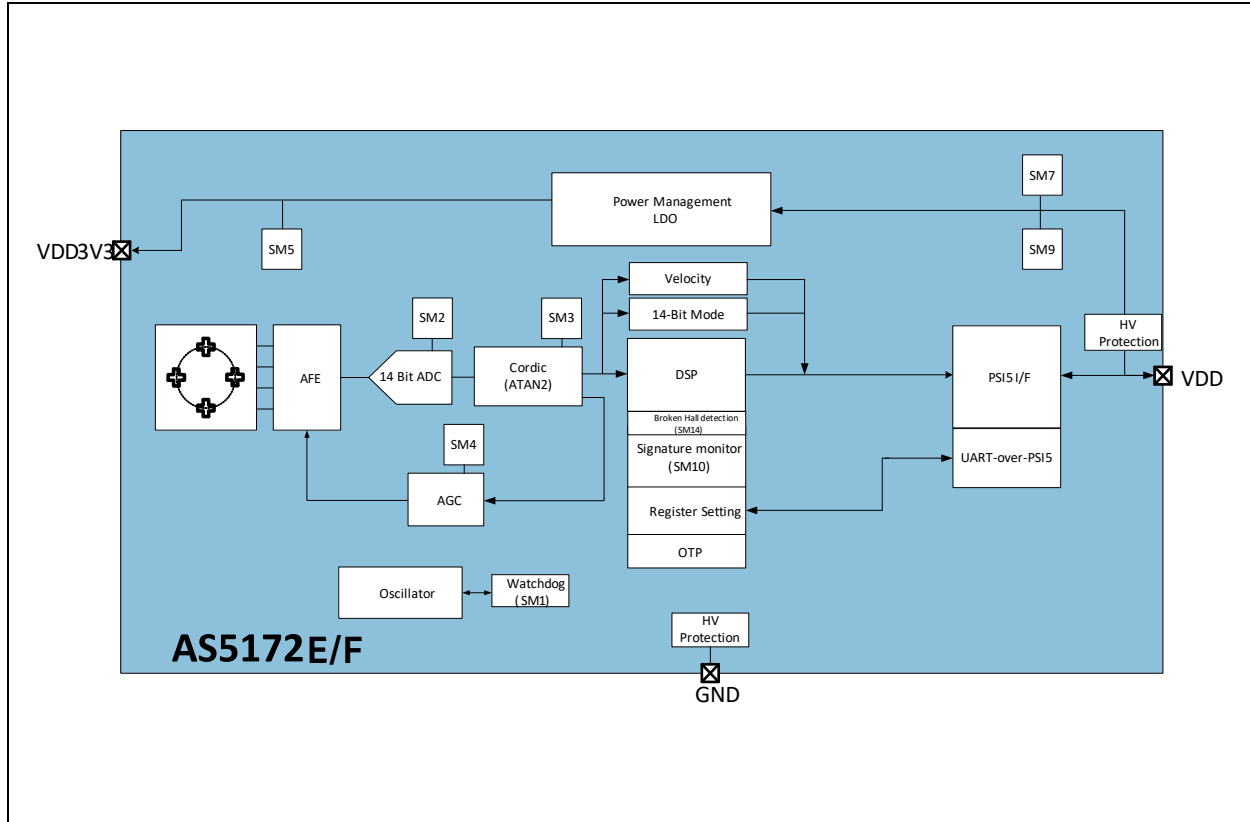 SM7
Power Management
LDO
VDD3V3
SM5
SM9
Velocity
SM2
SM3
14-Bit Mode
HV
Protection
AFE
14 Bit ADC
Cordic
(ATAN2)
DSP
PSI5 I/F
VDD
Broken Hall detection
(SM14)
SM4
Signature monitor
(SM10)
UART-over-PSI5
AGC
Register Setting
OTP
Oscillator
Watchdog
(SM1)
HV
Protection
AS5172E/F
GND